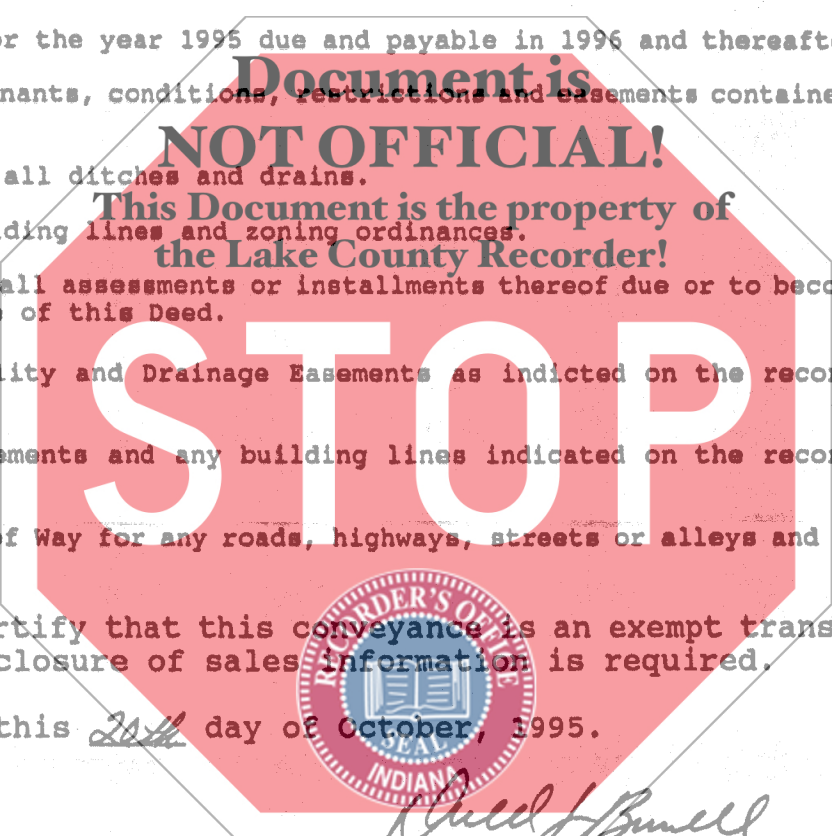 r the year 1995 due and payable in 1996 and thereaft
Document is
nants, conditions, restrictions and easements containe
NOT OFFICIAL!
all ditches and drains.
This Document is the property of
ding lines and zoning ordinances.
the Lake County Recorder!
all assessments or installments thereof due or to beco
of this Deed.
STOP
lity and Drainage Easements as indicted on the recor
ements and any building lines indicated on the recor
f Way for any roads, highways, streets or alleys and
rtify that this conveyance is an exempt trans
closure of sales information is required.
RECORDER'S OFFICE
this 20th day of October, 1995.
SEAL
INDIANA